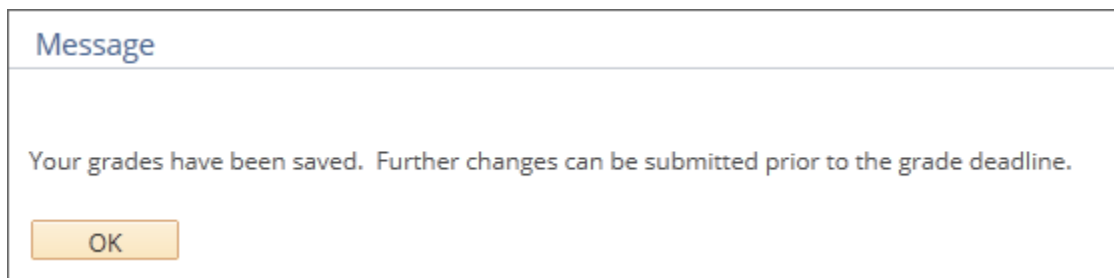 Message
Your grades have been saved.  Further changes can be submitted prior to the grade deadline.
OK